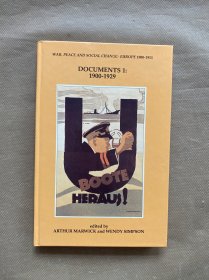 WAR, PEACE AND SOCIAL CHANGE: EUROPE 1900-1955
DOCUMENTS 1:
1900-1929
U
BOOTE
HERAUS!
edited by
ARTHUR MARWICK and WENDY SIMPSON